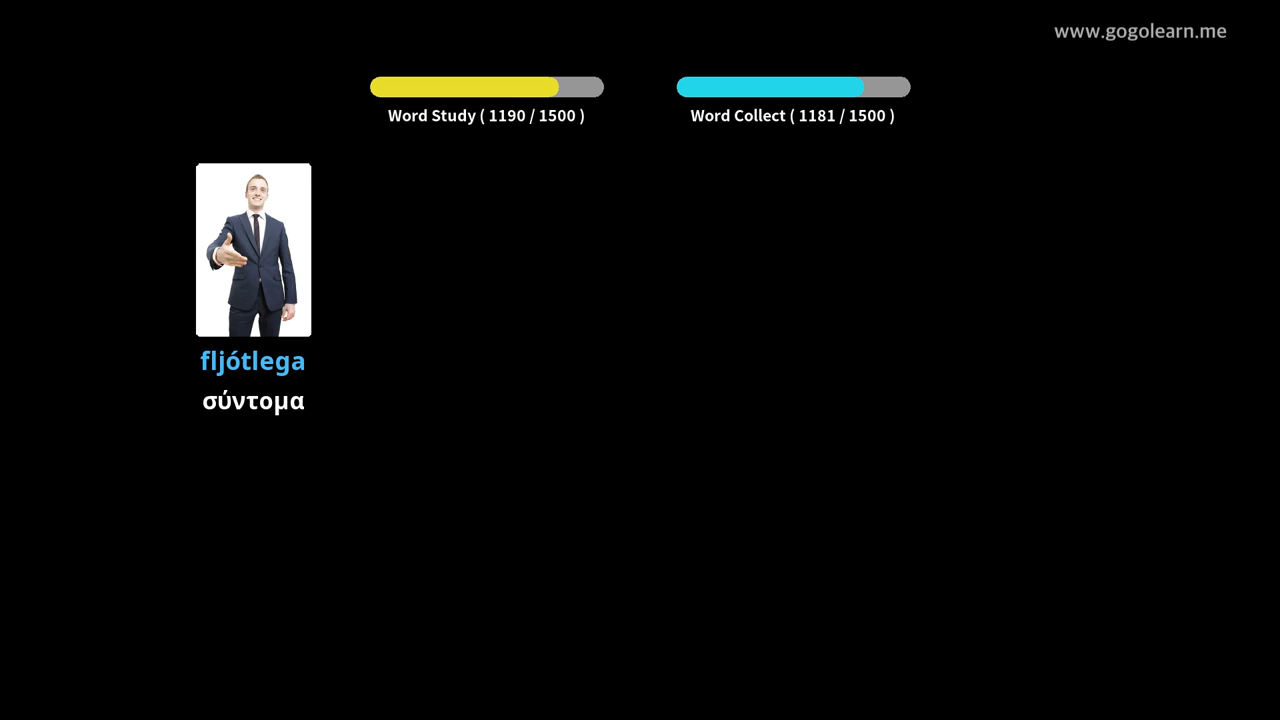 www.gogolearn.me
Word Study ( 1190 / 1500 )
Word Collect ( 1181 / 1500 )
fljótlega
σύντομα